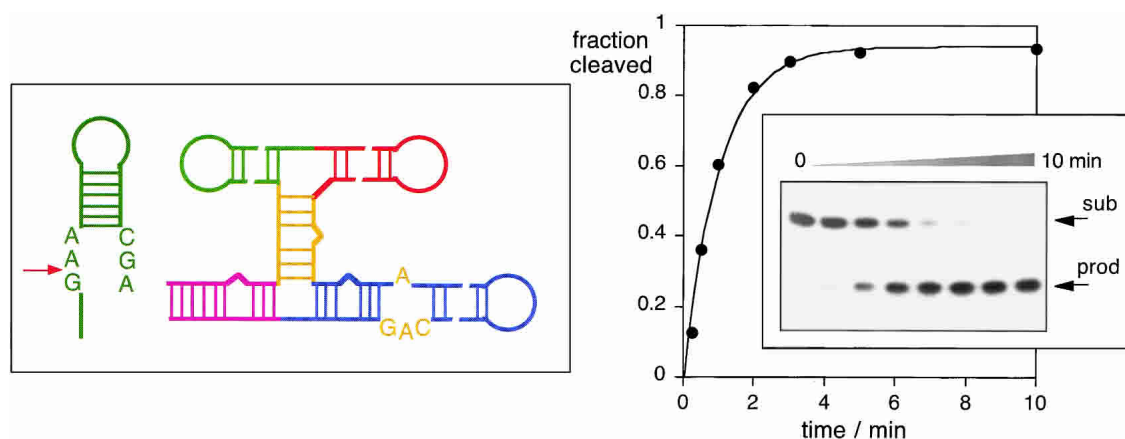 A C
A G
G A
A
GAC
fraction
cleaved
1
0.8
0.6
0.4
0.2
0
0 2 4 6 8 10
time / min
0 10 min
sub
prod